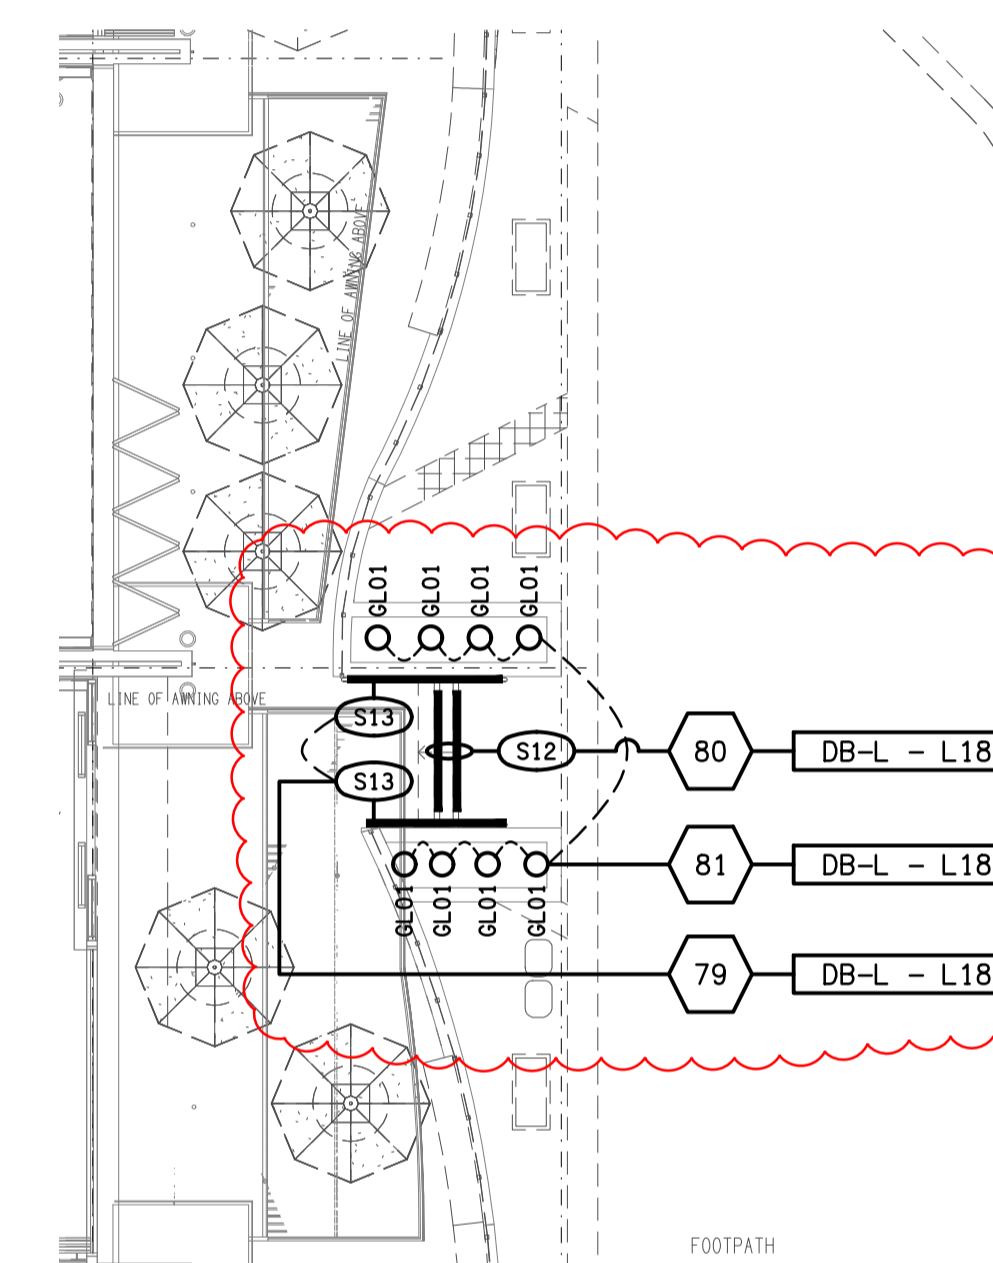 LINE OF AWNING ABOVE
GL01
GL01
GL01
GL01
LINE OF AWNING ABOVE
S13
S12
80
DB-L - L18
S13
81
DB-L - L18
GL01
GL01
GL01
GL01
79
DB-L - L18
FOOTPATH